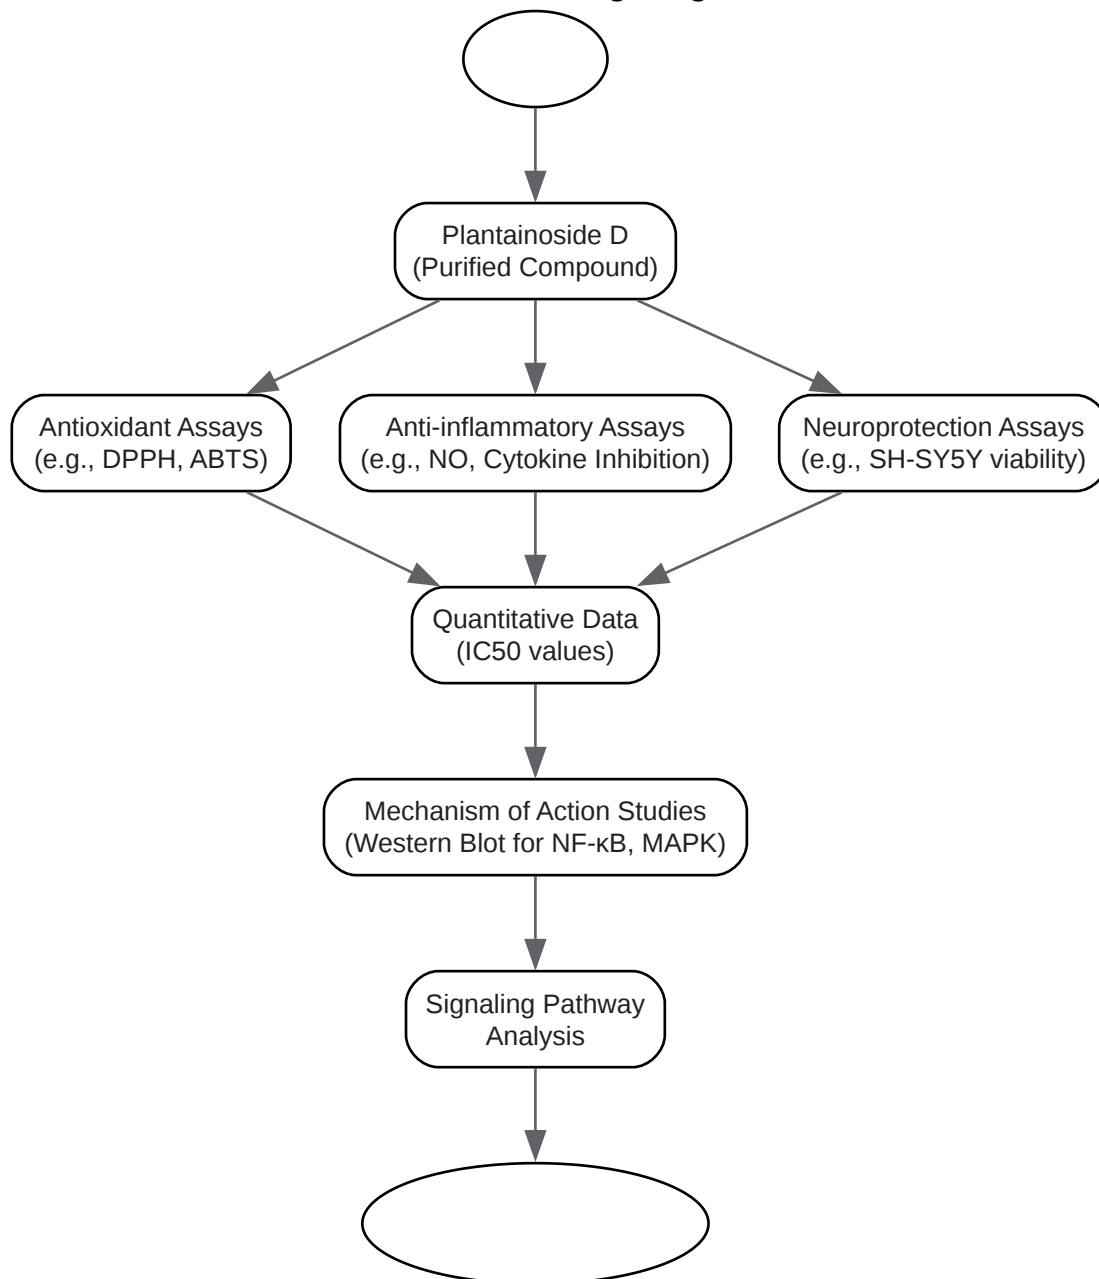 Plantainoside D
(Purified Compound)
Antioxidant Assays
(e.g., DPPH, ABTS)
Anti-inflammatory Assays
(e.g., NO, Cytokine Inhibition)
Neuroprotection Assays
(e.g., SH-SY5Y viability)
Quantitative Data
(IC50 values)
Mechanism of Action Studies
(Western Blot for NF-κB, MAPK)
Signaling Pathway
Analysis